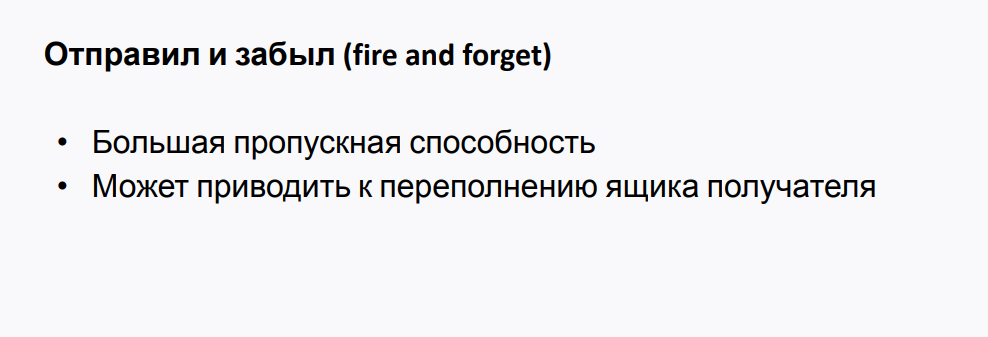 Отправил и забыл (fire and forget)
• Большая пропускная способность
• Может приводить к переполнению ящика получателя